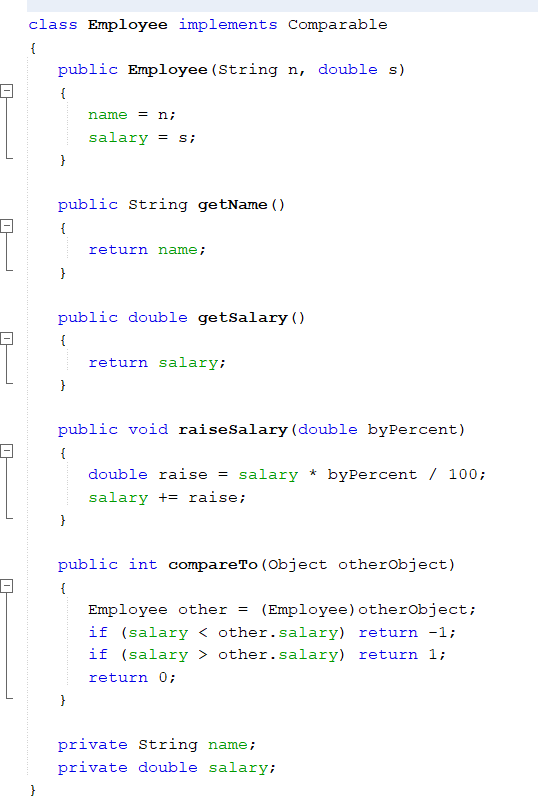 class Employee implements Comparable
{
    public Employee(String n, double s)
    {
        name = n;
        salary = s;
    }

    public String getName()
    {
        return name;
    }

    public double getSalary()
    {
        return salary;
    }

    public void raiseSalary(double byPercent)
    {
        double raise = salary * byPercent / 100;
        salary += raise;
    }

    public int compareTo(Object otherObject)
    {
        Employee other = (Employee)otherObject;
        if (salary < other.salary) return -1;
        if (salary > other.salary) return 1;
        return 0;
    }

    private String name;
    private double salary;
}